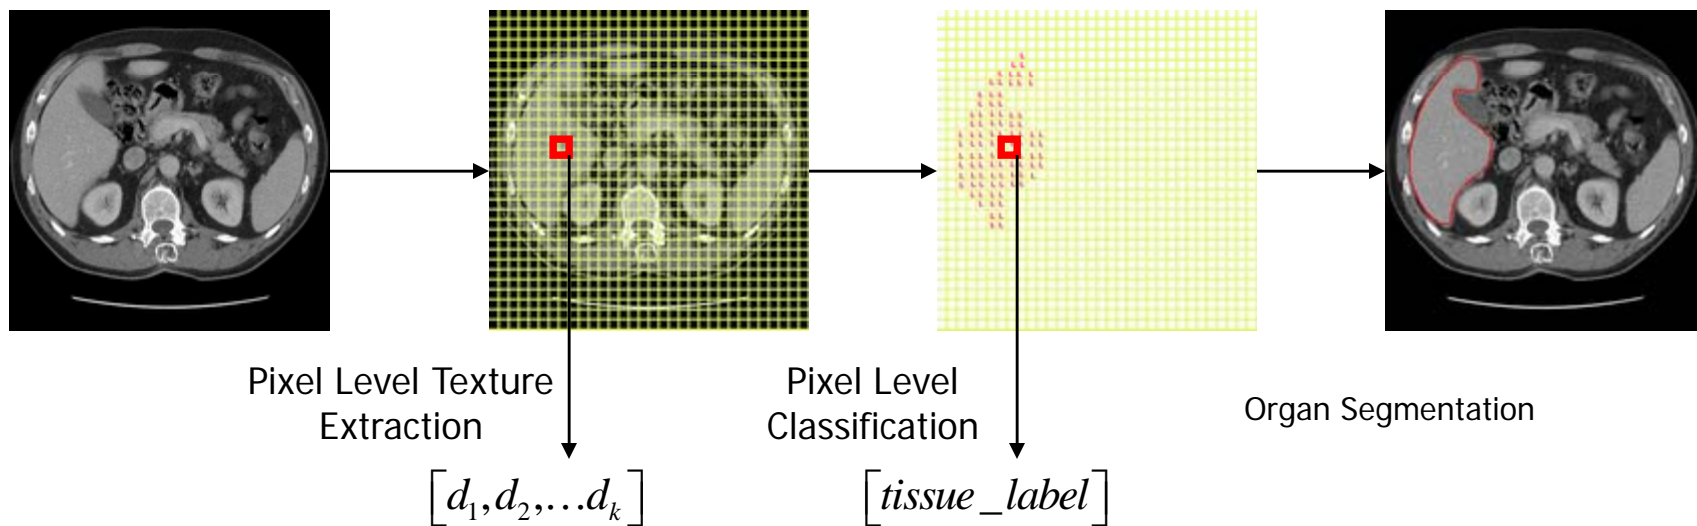 Pixel Level Texture
Extraction
Pixel Level
Classification
Organ Segmentation
[d₁,d₂,…dₖ]
[tissue_label]